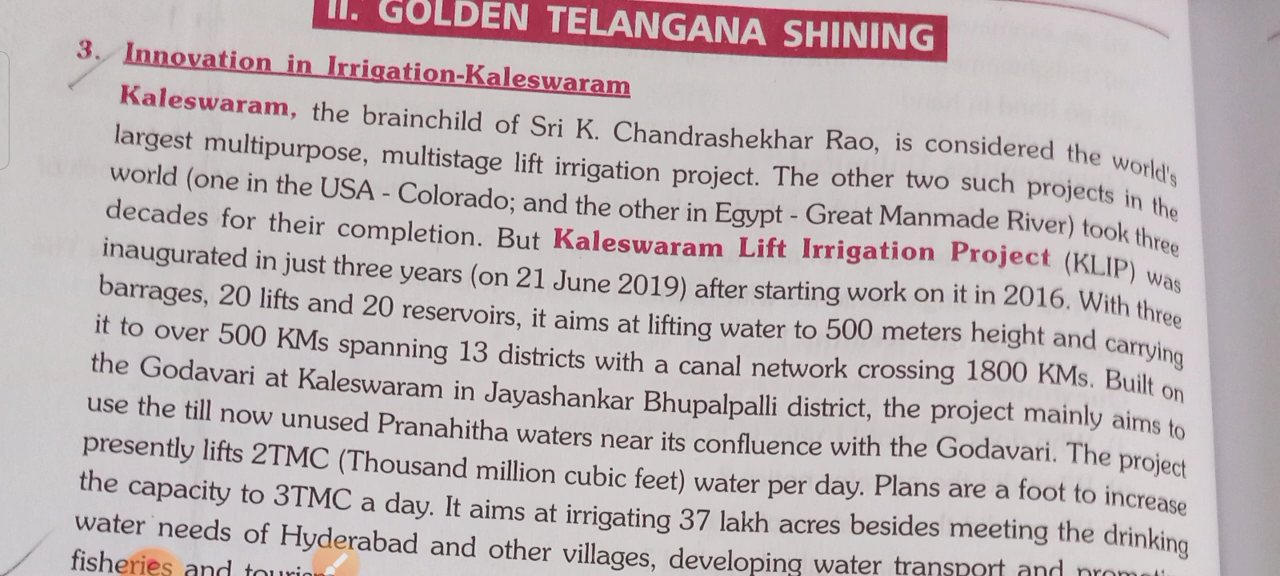 II. GOLDEN TELANGANA SHINING
3. Innovation in Irrigation-Kaleswaram
Kaleswaram, the brainchild of Sri K. Chandrashekhar Rao, is considered the world's
largest multipurpose, multistage lift irrigation project. The other two such projects in the
world (one in the USA - Colorado; and the other in Egypt - Great Manmade River) took three
decades for their completion. But Kaleswaram Lift Irrigation Project (KLIP) was
inaugurated in just three years (on 21 June 2019) after starting work on it in 2016. With three
barrages, 20 lifts and 20 reservoirs, it aims at lifting water to 500 meters height and carrying
it to over 500 KMs spanning 13 districts with a canal network crossing 1800 KMs. Built on
the Godavari at Kaleswaram in Jayashankar Bhupalpalli district, the project mainly aims to
use the till now unused Pranahitha waters near its confluence with the Godavari. The project
presently lifts 2TMC (Thousand million cubic feet) water per day. Plans are a foot to increase
the capacity to 3TMC a day. It aims at irrigating 37 lakh acres besides meeting the drinking
water needs of Hyderabad and other villages, developing water transport and
fisheries and